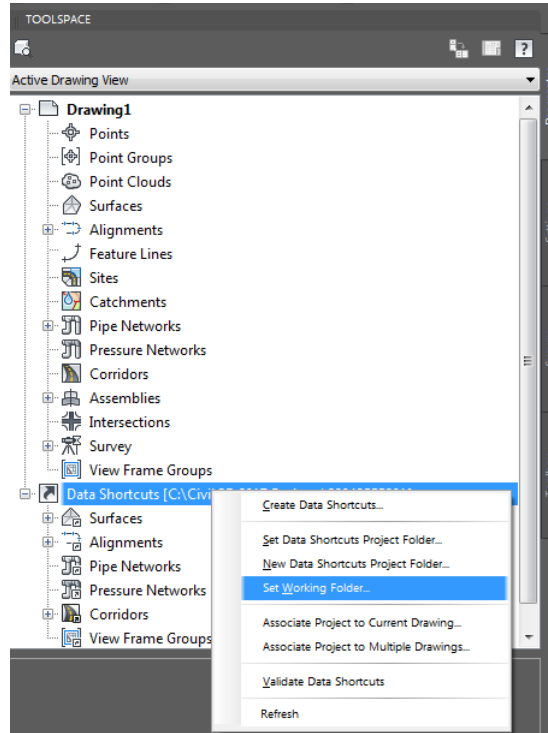 TOOLSPACE
?
Active Drawing View
Drawing1
Points
Point Groups
Point Clouds
Surfaces
Alignments
Feature Lines
Sites
Catchments
Pipe Networks
Pressure Networks
Corridors
Assemblies
Intersections
Survey
View Frame Groups
Data Shortcuts [C:\Civi
Surfaces
Alignments
Pipe Networks
Pressure Networks
Corridors
View Frame Groups
Create Data Shortcuts...
Set Data Shortcuts Project Folder...
New Data Shortcuts Project Folder...
Set Working Folder...
Associate Project to Current Drawing...
Associate Project to Multiple Drawings...
Validate Data Shortcuts
Refresh